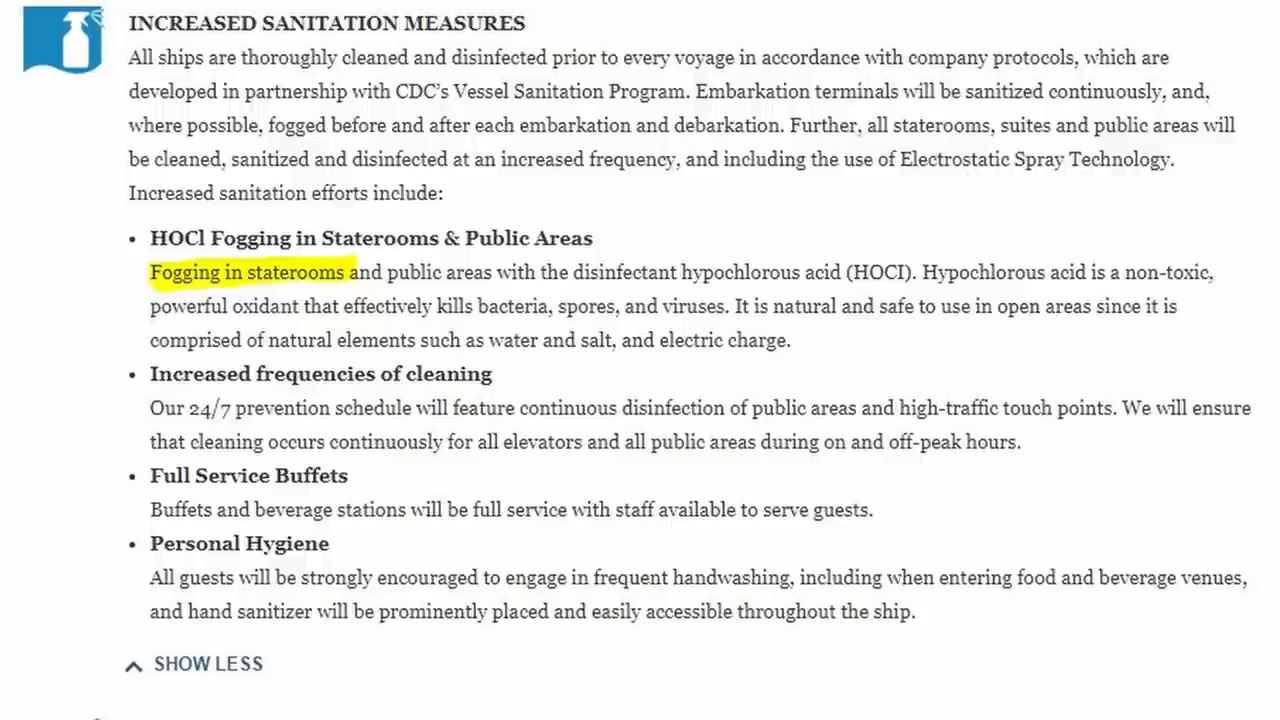 INCREASED SANITATION MEASURES
All ships are thoroughly cleaned and disinfected prior to every voyage in accordance with company protocols, which are
developed in partnership with CDC's Vessel Sanitation Program. Embarkation terminals will be sanitized continuously, and,
where possible, fogged before and after each embarkation and debarkation. Further, all staterooms, suites and public areas will
be cleaned, sanitized and disinfected at an increased frequency, and including the use of Electrostatic Spray Technology.
Increased sanitation efforts include:
• HOCl Fogging in Staterooms & Public Areas
Fogging in staterooms and public areas with the disinfectant hypochlorous acid (HOCI). Hypochlorous acid is a non-toxic,
powerful oxidant that effectively kills bacteria, spores, and viruses. It is natural and safe to use in open areas since it is
comprised of natural elements such as water and salt, and electric charge.
• Increased frequencies of cleaning
Our 24/7 prevention schedule will feature continuous disinfection of public areas and high-traffic touch points. We will ensure
that cleaning occurs continuously for all elevators and all public areas during on and off-peak hours.
• Full Service Buffets
Buffets and beverage stations will be full service with staff available to serve guests.
• Personal Hygiene
All guests will be strongly encouraged to engage in frequent handwashing, including when entering food and beverage venues,
and hand sanitizer will be prominently placed and easily accessible throughout the ship.
SHOW LESS